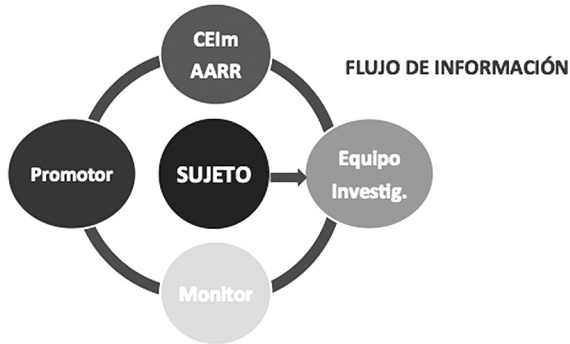 CEIm
AARR
FLUJO DE INFORMACIÓN
Promotor
SUJETO
Equipo
Investig.
Monitor